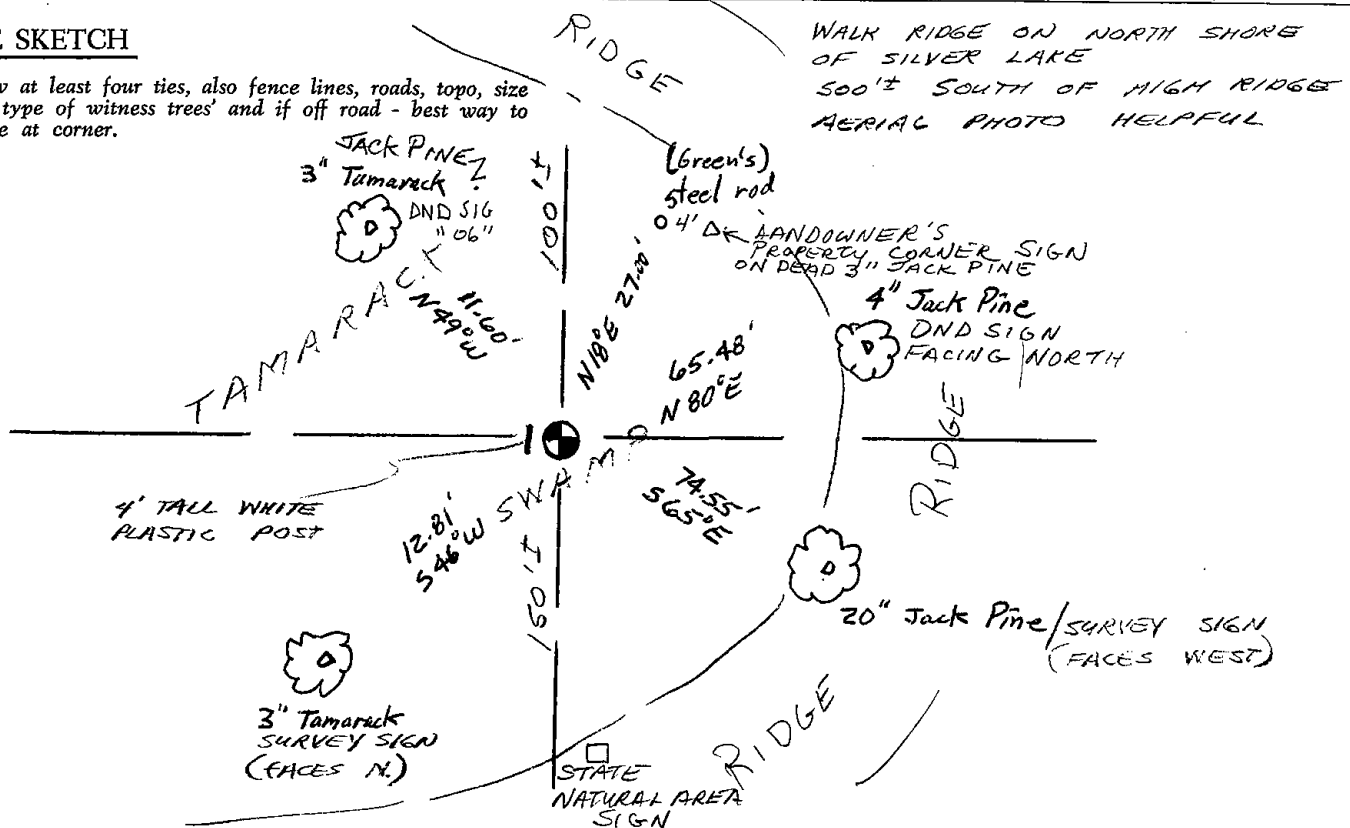 E SKETCH
w at least four ties, also fence lines, roads, topo, size
type of witness trees' and if off road - best way to
e at corner.
WALK RIDGE ON NORTH SHORE
OF SILVER LAKE
500'± SOUTH OF HIGH RIDGE
AERIAL PHOTO HELPFUL
RIDGE
JACK PINE?
3" Tamarack
DND SIG
"06"
100'±
(Green's)
steel rod
4'
LANDOWNER'S
PROPERTY CORNER SIGN
ON DEAD 3" JACK PINE
4" Jack Pine
DND SIGN
FACING NORTH
TAMARACK
11.60'
N49°W
N18°E 27.00'
65.48'
N80°E
RIDGE
1
SWAMP
4' TALL WHITE
PLASTIC POST
12.81'
S46°W
150'±
74.55'
S65°E
20" Jack Pine/SURVEY SIGN
(FACES WEST)
3" Tamarack
SURVEY SIGN
(FACES N.)
RIDGE
STATE
NATURAL AREA
SIGN